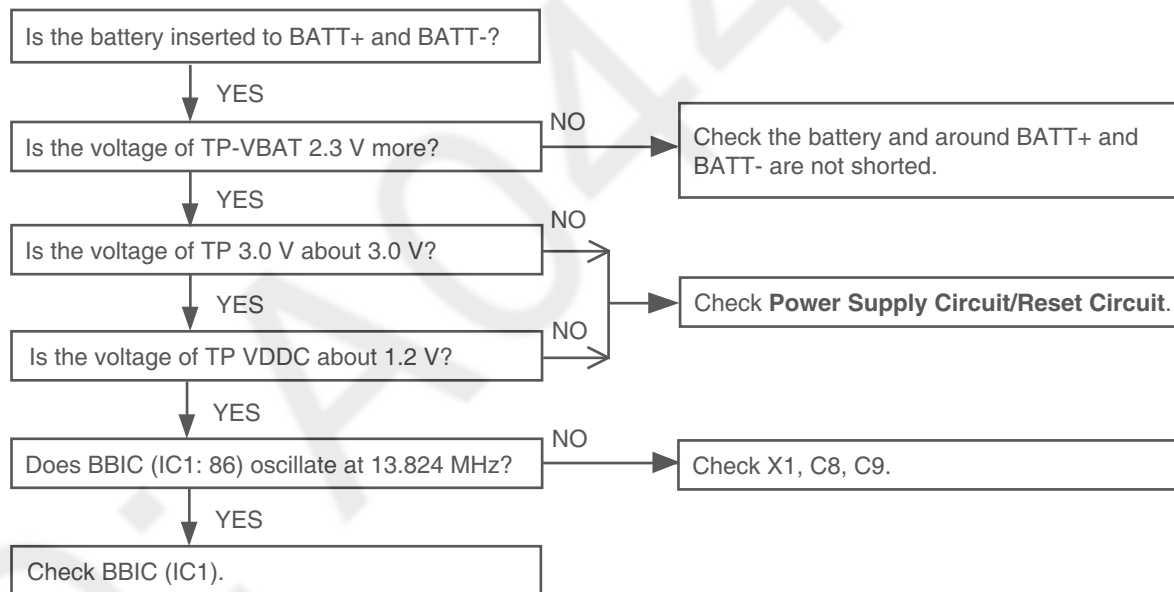 Is the battery inserted to BATT+ and BATT-?
YES
Is the voltage of TP-VBAT 2.3 V more?
NO
Check the battery and around BATT+ and
BATT- are not shorted.
YES
Is the voltage of TP 3.0 V about 3.0 V?
NO
YES
Check Power Supply Circuit/Reset Circuit.
NO
Is the voltage of TP VDDC about 1.2 V?
YES
Does BBIC (IC1: 86) oscillate at 13.824 MHz?
NO
Check X1, C8, C9.
YES
Check BBIC (IC1).